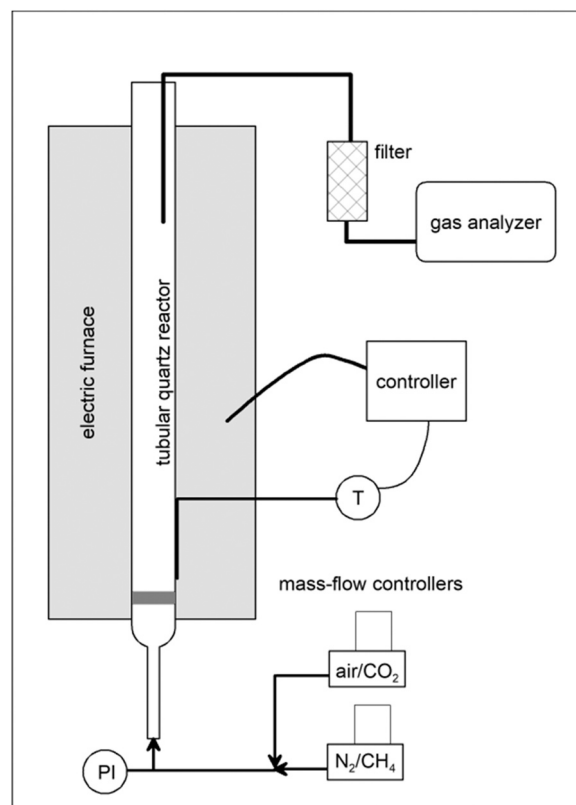 filter
gas analyzer
electric furnace
tubular quartz reactor
controller
T
mass-flow controllers
air/CO₂
N₂/CH₄
PI